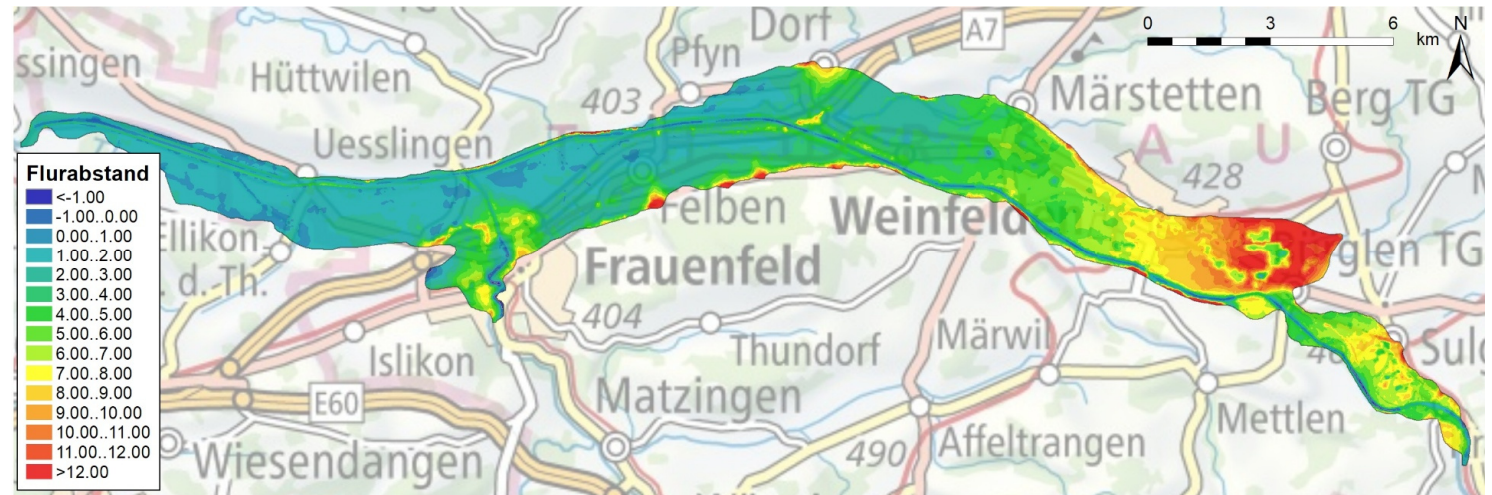 ssingen
Hüttwilen
Dorf
Pfyn
A7
403
Märstetten
Berg TG
0 3 6
km
N
Uesslingen
A U
428
Flurabstand
<-1.00
-1.00..0.00
0.00..1.00
1.00..2.00
2.00..3.00
3.00..4.00
4.00..5.00
5.00..6.00
6.00..7.00
7.00..8.00
8.00..9.00
9.00..10.00
10.00..11.00
11.00..12.00
>12.00
Ellikon
. d. Th.
Felben
Weinfeld
glen TG
Frauenfeld
404
Islikon
Thundorf
Märwil
Sulg
E60
Matzingen
Mettlen
Wiesendangen
490
Affeltrangen